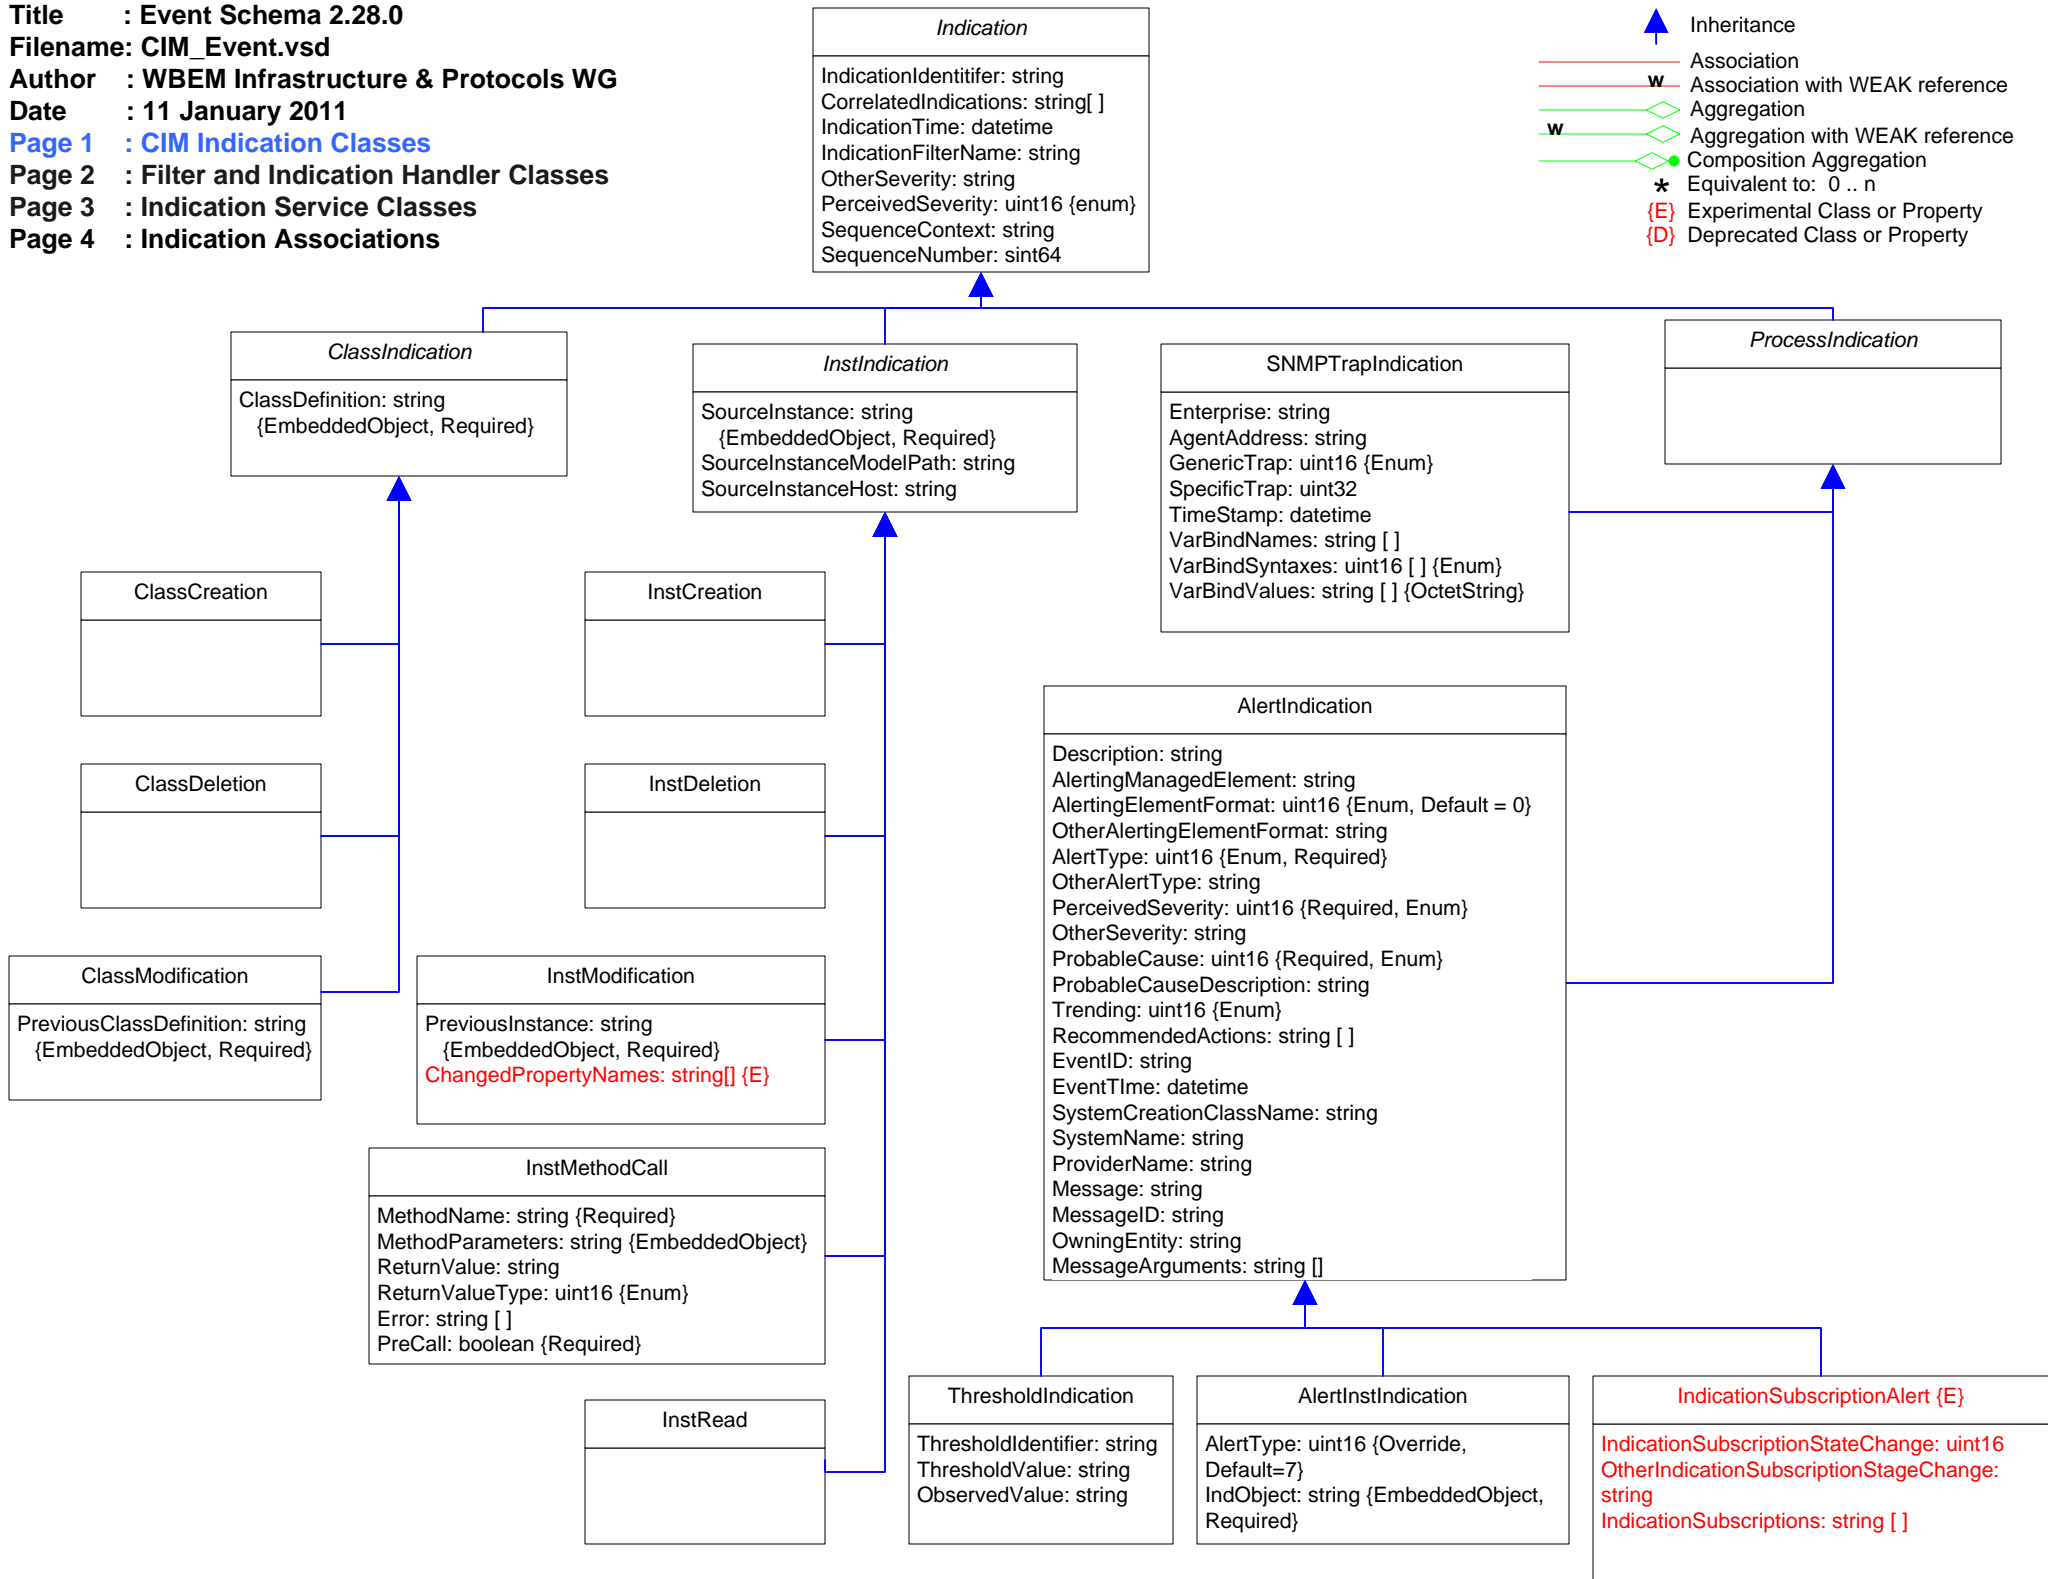 Title : Event Schema 2.28.0
Filename: CIM_Event.vsd
Author : WBEM Infrastructure & Protocols WG
Date : 11 January 2011
Page 1 : CIM Indication Classes
Page 2 : Filter and Indication Handler Classes
Page 3 : Indication Service Classes
Page 4 : Indication Associations
Indication
IndicationIdentitifer: string
CorrelatedIndications: string[ ]
IndicationTime: datetime
IndicationFilterName: string
OtherSeverity: string
PerceivedSeverity: uint16 {enum}
SequenceContext: string
SequenceNumber: sint64
Inheritance
Association
w Association with WEAK reference
Aggregation
w Aggregation with WEAK reference
Composition Aggregation
* Equivalent to: 0 .. n
{E} Experimental Class or Property
{D} Deprecated Class or Property
ClassIndication
ClassDefinition: string
{EmbeddedObject, Required}
InstIndication
SourceInstance: string
{EmbeddedObject, Required}
SourceInstanceModelPath: string
SourceInstanceHost: string
SNMPTrapIndication
Enterprise: string
AgentAddress: string
GenericTrap: uint16 {Enum}
SpecificTrap: uint32
TimeStamp: datetime
VarBindNames: string [ ]
VarBindSyntaxes: uint16 [ ] {Enum}
VarBindValues: string [ ] {OctetString}
ProcessIndication
ClassCreation
InstCreation
ClassDeletion
InstDeletion
ClassModification
PreviousClassDefinition: string
{EmbeddedObject, Required}
InstModification
PreviousInstance: string
{EmbeddedObject, Required}
ChangedPropertyNames: string[] {E}
InstMethodCall
MethodName: string {Required}
MethodParameters: string {EmbeddedObject}
ReturnValue: string
ReturnValueType: uint16 {Enum}
Error: string [ ]
PreCall: boolean {Required}
InstRead
AlertIndication
Description: string
AlertingManagedElement: string
AlertingElementFormat: uint16 {Enum, Default = 0}
OtherAlertingElementFormat: string
AlertType: uint16 {Enum, Required}
OtherAlertType: string
PerceivedSeverity: uint16 {Required, Enum}
OtherSeverity: string
ProbableCause: uint16 {Required, Enum}
ProbableCauseDescription: string
Trending: uint16 {Enum}
RecommendedActions: string [ ]
EventID: string
EventTIme: datetime
SystemCreationClassName: string
SystemName: string
ProviderName: string
Message: string
MessageID: string
OwningEntity: string
MessageArguments: string []
ThresholdIndication
ThresholdIdentifier: string
ThresholdValue: string
ObservedValue: string
AlertInstIndication
AlertType: uint16 {Override,
Default=7}
IndObject: string {EmbeddedObject,
Required}
IndicationSubscriptionAlert {E}
IndicationSubscriptionStateChange: uint16
OtherIndicationSubscriptionStageChange:
string
IndicationSubscriptions: string [ ]